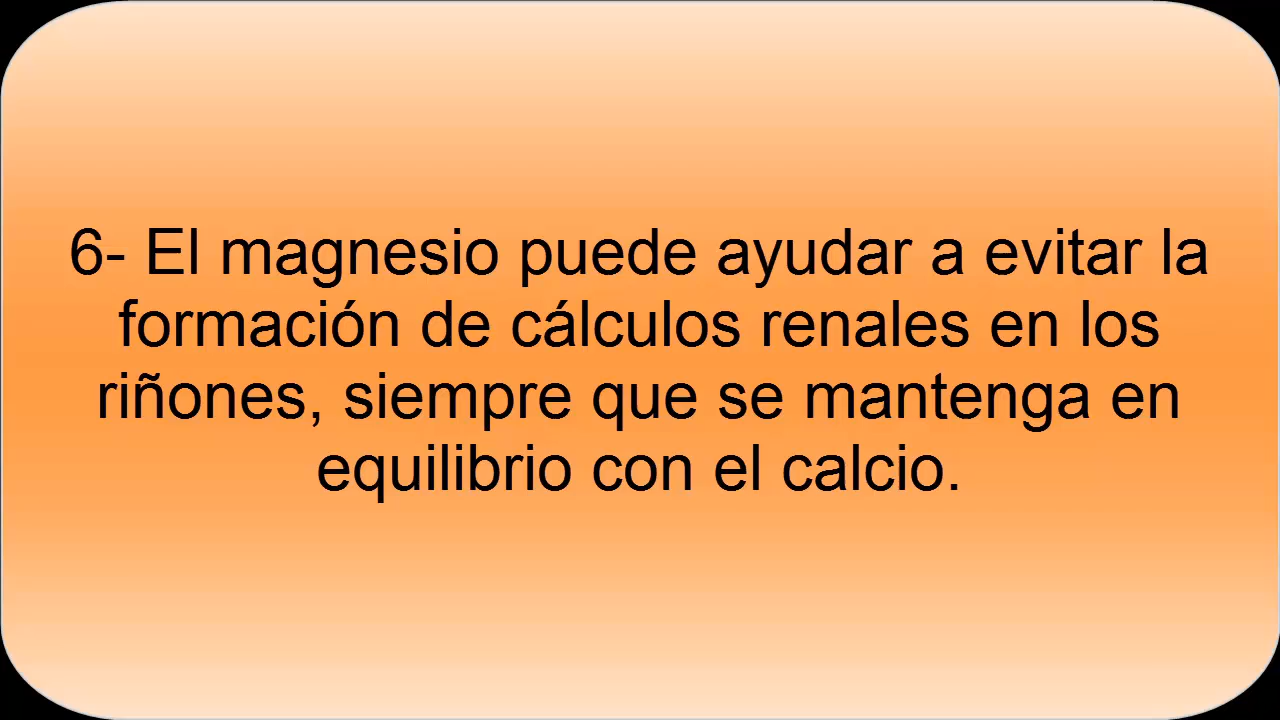 6- El magnesio puede ayudar a evitar la
formación de cálculos renales en los
riñones, siempre que se mantenga en
equilibrio con el calcio.